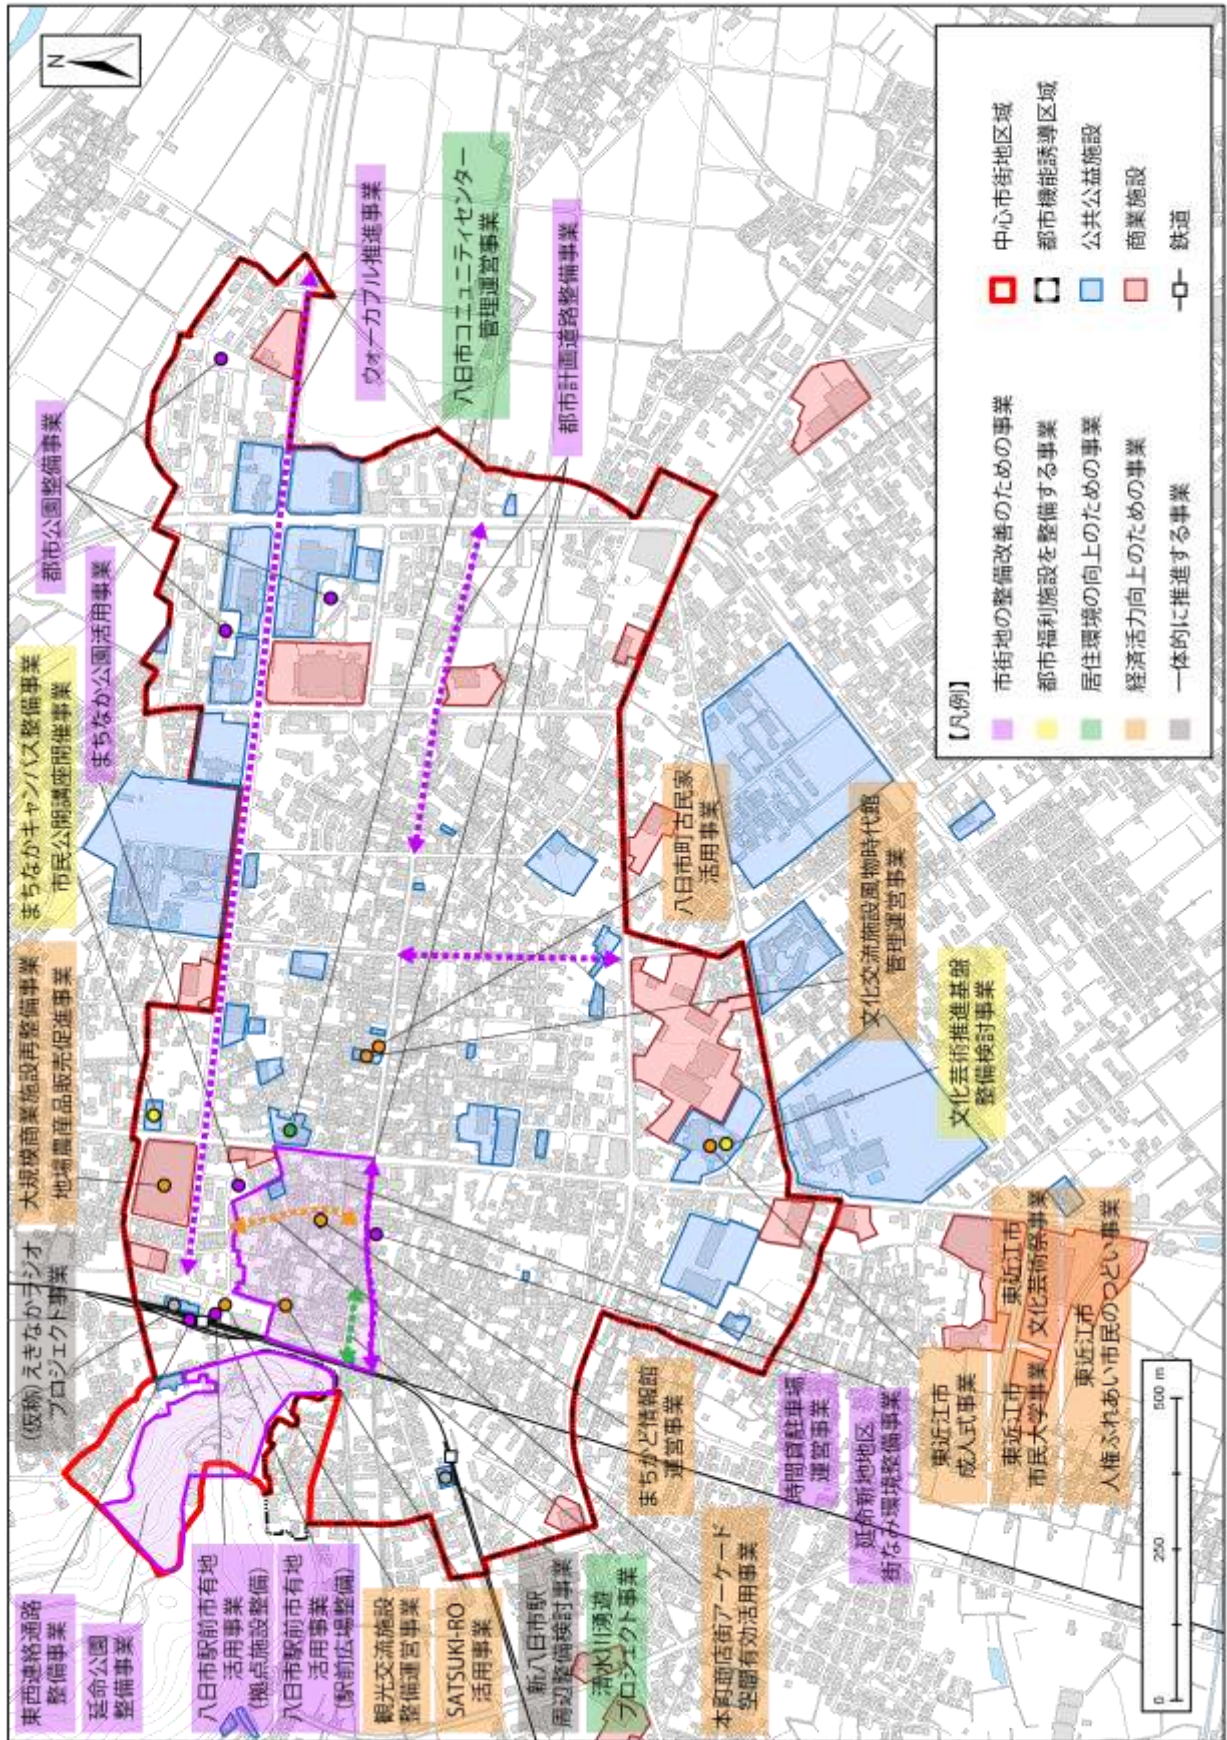 東西連絡通路
整備事業
延命公園
整備事業
八日市駅前市有地
活用事業
(拠点施設整備)
八日市駅前市有地
活用事業
(駅前広場整備)
観光交流施設
整備運営事業
SATSUKI-RO
活用事業
新八日市駅
周辺整備検討事業
清水川湧遊
プロジェクト事業
本町商店街アーケード
空間有効活用事業
(仮称)えきなかラジオ
プロジェクト事業
大規模商業施設再整備事業
地場農産品販売促進事業
まちなかキャンパス整備事業
市民公開講座開催事業
まちなか公園活用事業
都市公園整備事業
ウォーカブル推進事業
八日市コミュニティセンター
管理運営事業
都市計画道路整備事業
八日市町古民家
活用事業
文化交流施設風物時代館
管理運営事業
文化芸術推進基盤
整備検討事業
まちかど情報館
運営事業
時間貸駐車場
運営事業
延命新地地区
街なみ環境整備事業
東近江市
成人式事業
東近江市
市民大学事業
東近江市
文化芸術祭事業
東近江市
人権ふれあい市民のつどい事業
【凡例】
市街地の整備改善のための事業
都市福利施設を整備する事業
居住環境の向上のための事業
経済活力向上のための事業
一体的に推進する事業
中心市街地区域
都市機能誘導区域
公共公益施設
商業施設
鉄道
N
0
250
500 m